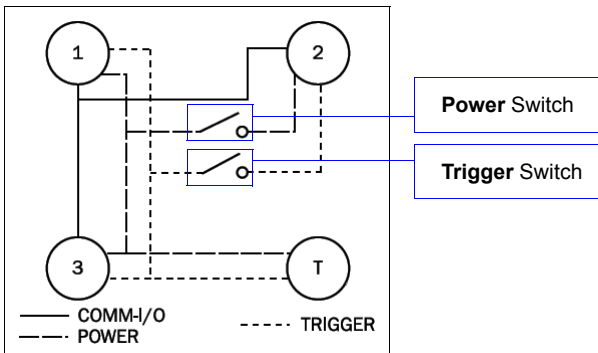 1
2
Power Switch
Trigger Switch
3
T
COMM-I/O
POWER
TRIGGER